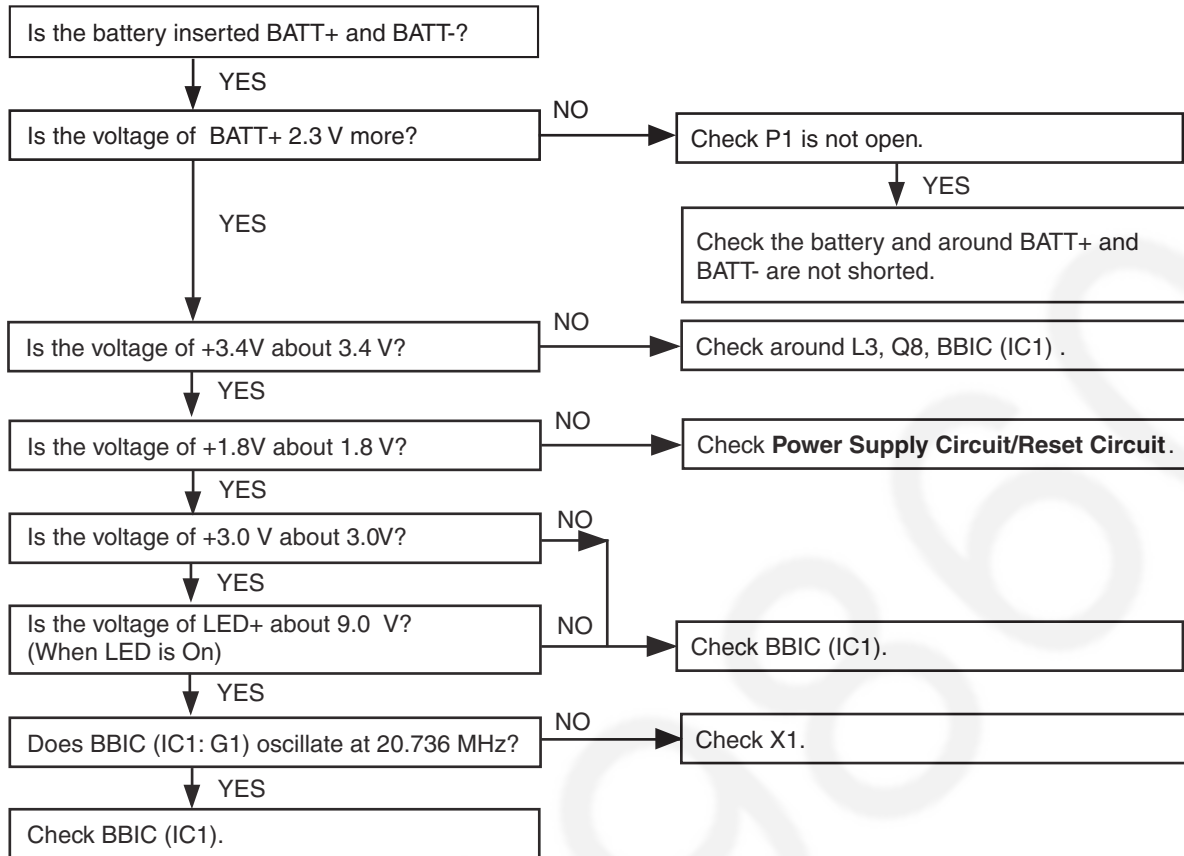 Is the battery inserted BATT+ and BATT-?
YES
Is the voltage of BATT+ 2.3 V more?
NO
Check P1 is not open.
YES
Check the battery and around BATT+ and
BATT- are not shorted.
YES
Is the voltage of +3.4V about 3.4 V?
NO
Check around L3, Q8, BBIC (IC1) .
YES
Is the voltage of +1.8V about 1.8 V?
NO
Check Power Supply Circuit/Reset Circuit.
YES
Is the voltage of +3.0 V about 3.0V?
NO
YES
Is the voltage of LED+ about 9.0 V?
(When LED is On)
NO
Check BBIC (IC1).
YES
Does BBIC (IC1: G1) oscillate at 20.736 MHz?
NO
Check X1.
YES
Check BBIC (IC1).